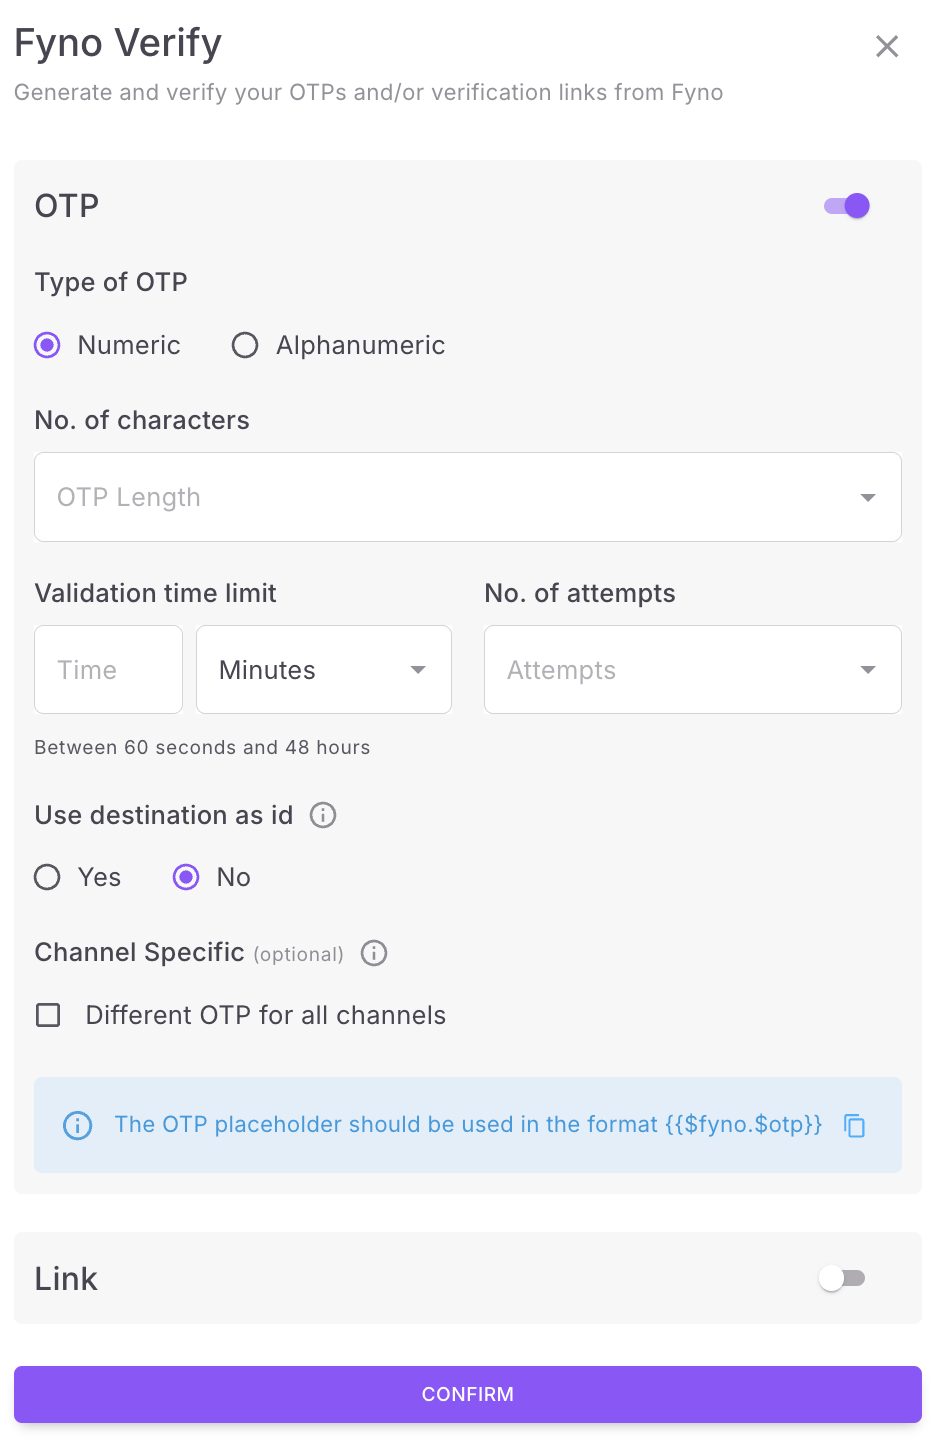 Fyno Verify
Generate and verify your OTPs and/or verification links from Fyno
OTP
Type of OTP
Numeric Alphanumeric
No. of characters
OTP Length
Validation time limit No. of attempts
Time Minutes Attempts
Between 60 seconds and 48 hours
Use destination as id
Yes No
Channel Specific (optional)
Different OTP for all channels
The OTP placeholder should be used in the format {{$fyno.$otp}}
Link
CONFIRM